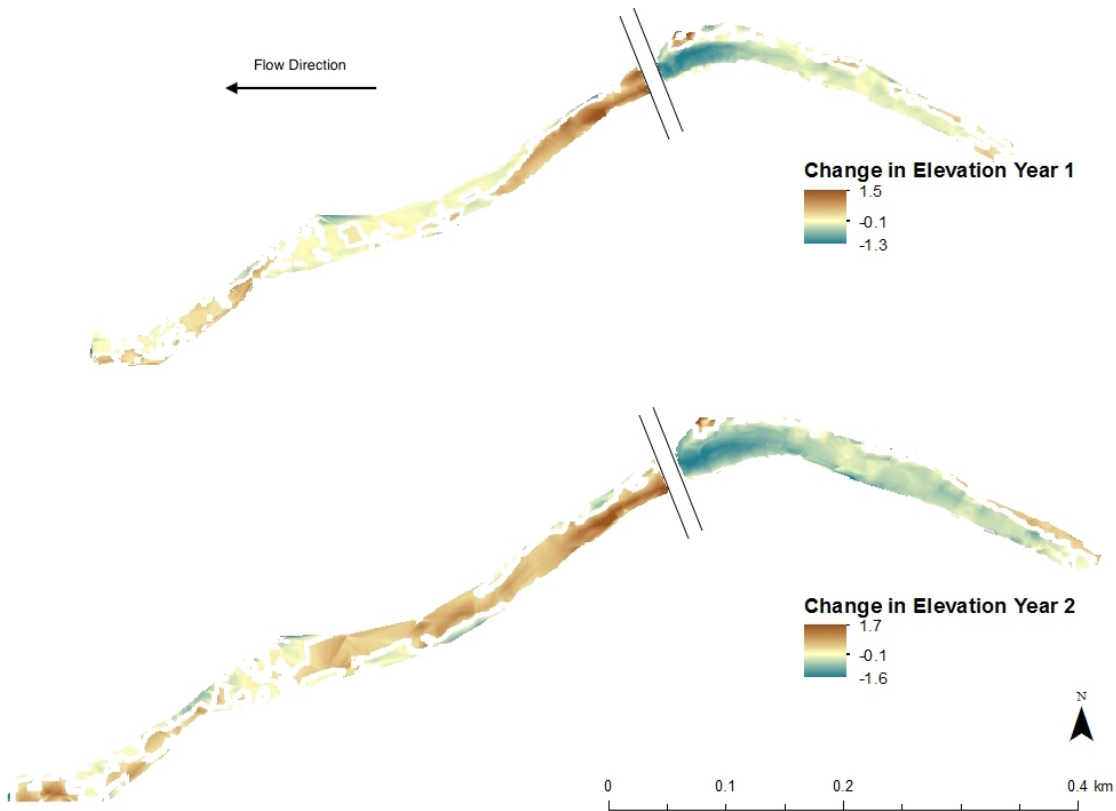 Flow Direction
Change in Elevation Year 1
1.5
-0.1
-1.3
Change in Elevation Year 2
1.7
-0.1
-1.6
N
0 0.1 0.2 0.4 km